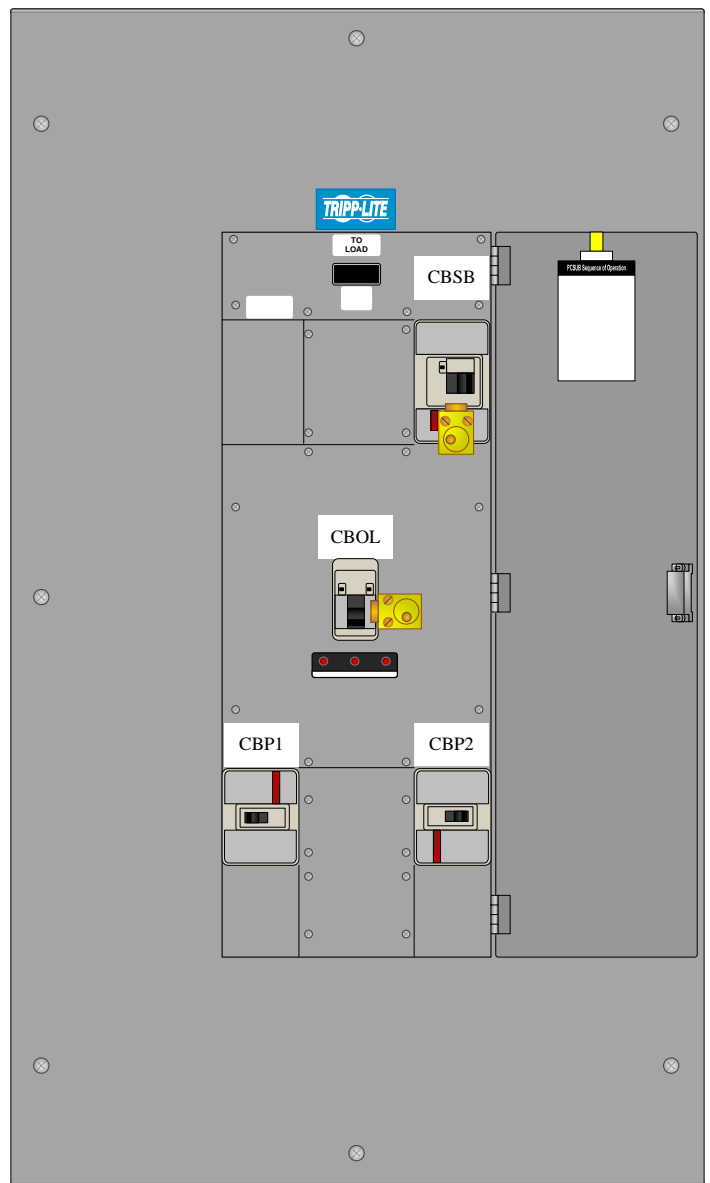 TRIPP·LITE
TO
LOAD
CBSB
PCSUB Sequence of Operation
CBOL
CBP1
CBP2